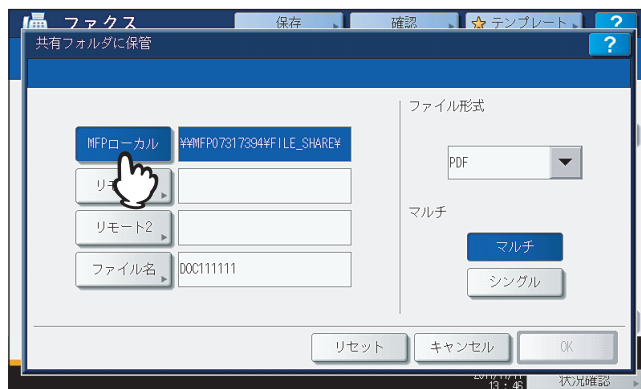 ファクス 保存 確認 テンプレート ?
共有フォルダに保管 ?
ファイル形式
MFPローカル ¥¥MFP07317394¥FILE_SHARE¥
PDF
マルチ
リモート2
マルチ
ファイル名 DOC111111
シングル
リセット キャンセル OK
13:46 状況確認